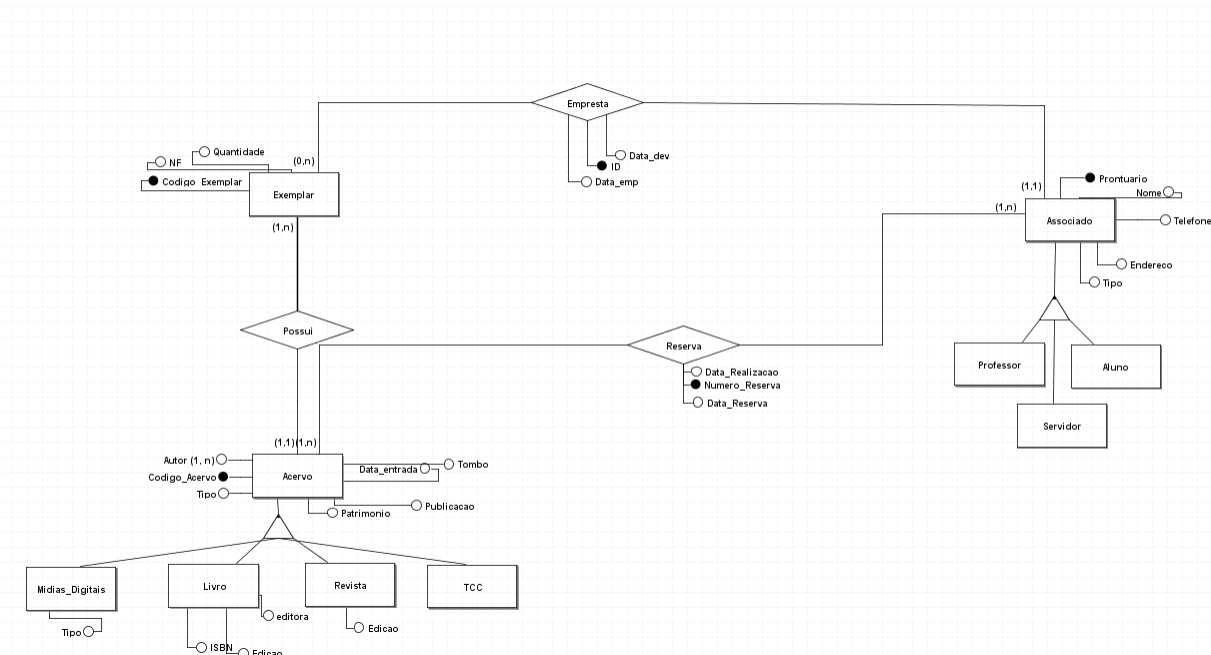 Empresta
Data_dev
ID
Data_emp
Quantidade
NF
(0,n)
Codigo_Exemplar
Exemplar
(1,n)
Prontuario
(1,1)
Nome
(1,n)
Associado
Telefone
Endereco
Tipo
Possui
Reserva
Data_Realizacao
Numero_Reserva
Data_Reserva
Professor
Aluno
Servidor
(1,1)
(1,n)
Autor (1, n)
Codigo_Acervo
Tipo
Acervo
Data_entrada
Tombo
Publicacao
Patrimonio
Midias_Digitais
Livro
Revista
TCC
Tipo
editora
Edicao
ISBN
Edicao